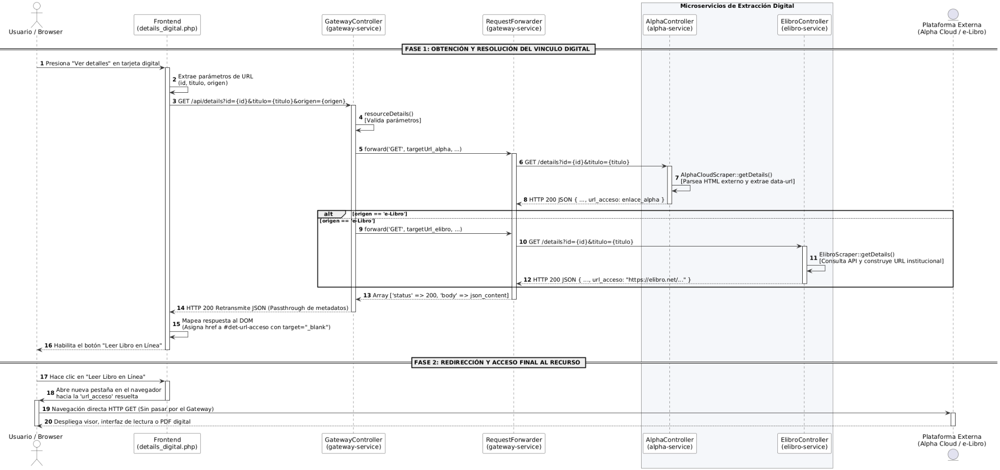 Microservicios de Extracción Digital
Usuario / Browser
Frontend
(details_digital.php)
GatewayController
(gateway-service)
RequestForwarder
(gateway-service)
AlphaController
(alpha-service)
ElibroController
(elibro-service)
Plataforma Externa
(Alpha Cloud / e-Libro)
FASE 1: OBTENCIÓN Y RESOLUCIÓN DEL VINCULO DIGITAL
1 Presiona "Ver detalles" en tarjeta digital
2 Extrae parámetros de URL
(id, titulo, origen)
3 GET /api/details?id={id}&titulo={titulo}&origen={origen}
4 resourceDetails()
[Valida parámetros]
5 forward('GET', targetUrl_alpha, ...)
6 GET /details?id={id}&titulo={titulo}
7 AlphaCloudScraper::getDetails()
[Parsea HTML externo y extrae data-url]
8 HTTP 200 JSON { ..., url_acceso: enlace_alpha }
alt [origen == 'e-Libro']
[origen == 'e-Libro']
9 forward('GET', targetUrl_elibro, ...)
10 GET /details?id={id}&titulo={titulo}
11 ElibroScraper::getDetails()
[Consulta API y construye URL institucional]
12 HTTP 200 JSON { ..., url_acceso: "https://elibro.net/..." }
13 Array ['status' => 200, 'body' => json_content]
14 HTTP 200 Retransmite JSON (Passthrough de metadatos)
15 Mapea respuesta al DOM
(Asigna href a #det-url-acceso con target="_blank")
16 Habilita el botón "Leer Libro en Línea"
FASE 2: REDIRECCIÓN Y ACCESO FINAL AL RECURSO
17 Hace clic en "Leer Libro en Línea"
18 Abre nueva pestaña en el navegador
hacia la 'url_acceso' resuelta
19 Navegación directa HTTP GET (Sin pasar por el Gateway)
20 Despliega visor, interfaz de lectura o PDF digital
Usuario / Browser
Frontend
(details_digital.php)
GatewayController
(gateway-service)
RequestForwarder
(gateway-service)
AlphaController
(alpha-service)
ElibroController
(elibro-service)
Plataforma Externa
(Alpha Cloud / e-Libro)